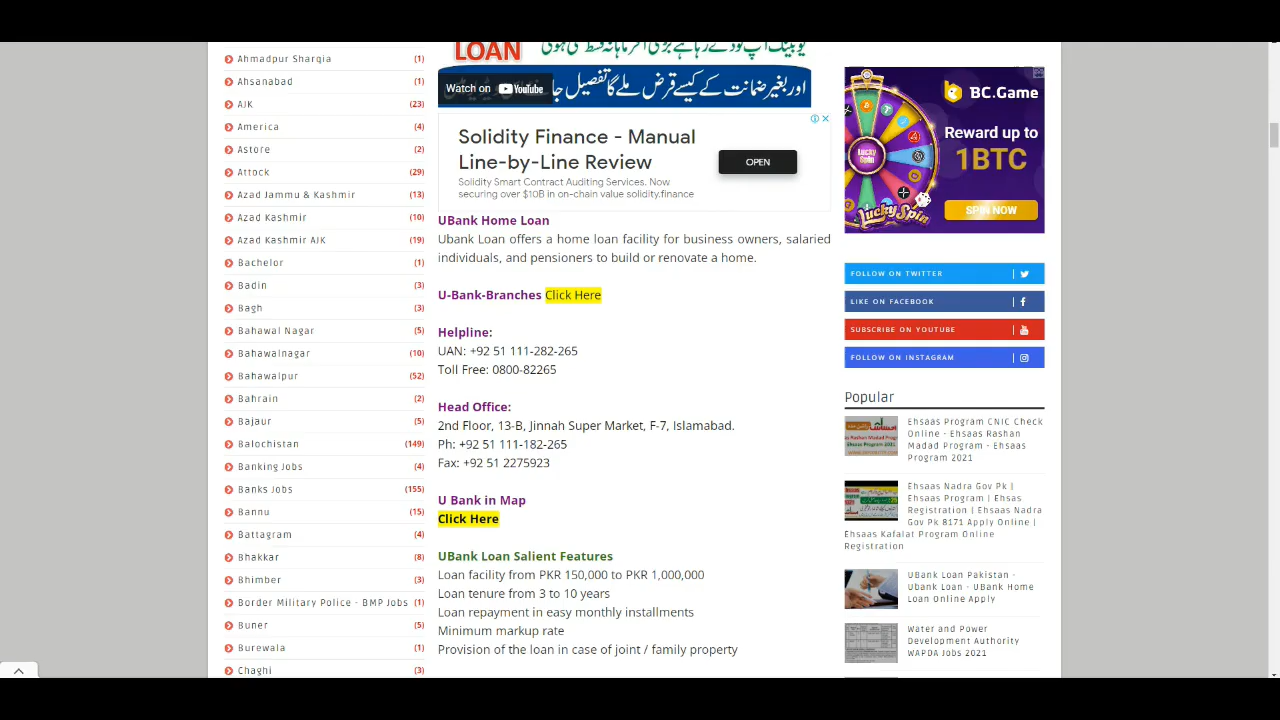 Ahmadpur Sharqia (1)
Ahsanabad (1)
AJK (23)
America (4)
Astore (2)
Attock (29)
Azad Jammu & Kashmir (13)
Azad Kashmir (10)
Azad Kashmir AJK (19)
Bachelor (1)
Badin (3)
Bagh (3)
Bahawal Nagar (5)
Bahawalnagar (10)
Bahawalpur (52)
Bahrain (2)
Bajaur (5)
Balochistan (149)
Banking Jobs (4)
Banks Jobs (155)
Bannu (15)
Battagram (4)
Bhakkar (8)
Bhimber (3)
Border Military Police - BMP Jobs (1)
Buner (5)
Burewala (1)
Chaghi (3)
LOAN
اور بغیر ضمانت کے کیسے قرض ملے گا تفصیل
Watch on YouTube
Solidity Finance - Manual
Line-by-Line Review
Solidity Smart Contract Auditing Services. Now
securing over $10B in on-chain value solidity.finance
OPEN
UBank Home Loan
Ubank Loan offers a home loan facility for business owners, salaried
individuals, and pensioners to build or renovate a home.
U-Bank-Branches Click Here
Helpline:
UAN: +92 51 111-282-265
Toll Free: 0800-82265
Head Office:
2nd Floor, 13-B, Jinnah Super Market, F-7, Islamabad.
Ph: +92 51 111-182-265
Fax: +92 51 2275923
U Bank in Map
Click Here
UBank Loan Salient Features
Loan facility from PKR 150,000 to PKR 1,000,000
Loan tenure from 3 to 10 years
Loan repayment in easy monthly installments
Minimum markup rate
Provision of the loan in case of joint / family property
BC.Game
Reward up to
1BTC
Lucky Spin
SPIN NOW
FOLLOW ON TWITTER
LIKE ON FACEBOOK
SUBSCRIBE ON YOUTUBE
FOLLOW ON INSTAGRAM
Popular
Ehsaas Program CNIC Check
Online - Ehsaas Rashan
Madad Program - Ehsaas
Program 2021
Ehsaas Nadra Gov Pk |
Ehsaas Program | Ehsas
Registration | Ehsaas Nadra
Gov Pk 8171 Apply Online |
Ehsaas Kafalat Program Online
Registration
UBank Loan Pakistan -
Ubank Loan - UBank Home
Loan Online Apply
Water and Power
Development Authority
WAPDA Jobs 2021